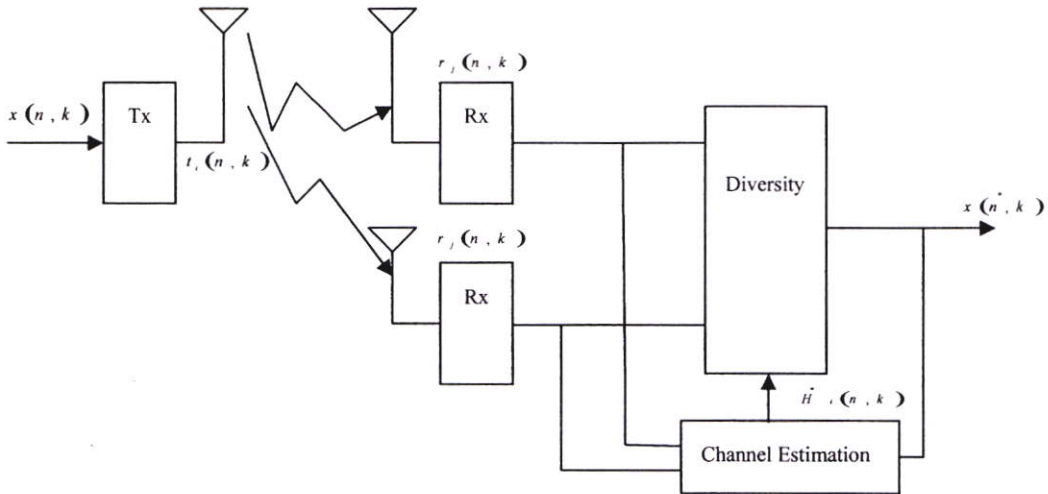 r j (n , k)
x (n , k)
Tx
Rx
t i (n , k)
Diversity
x (n* , k)
r j (n , k)
Rx
H* i (n , k)
Channel Estimation